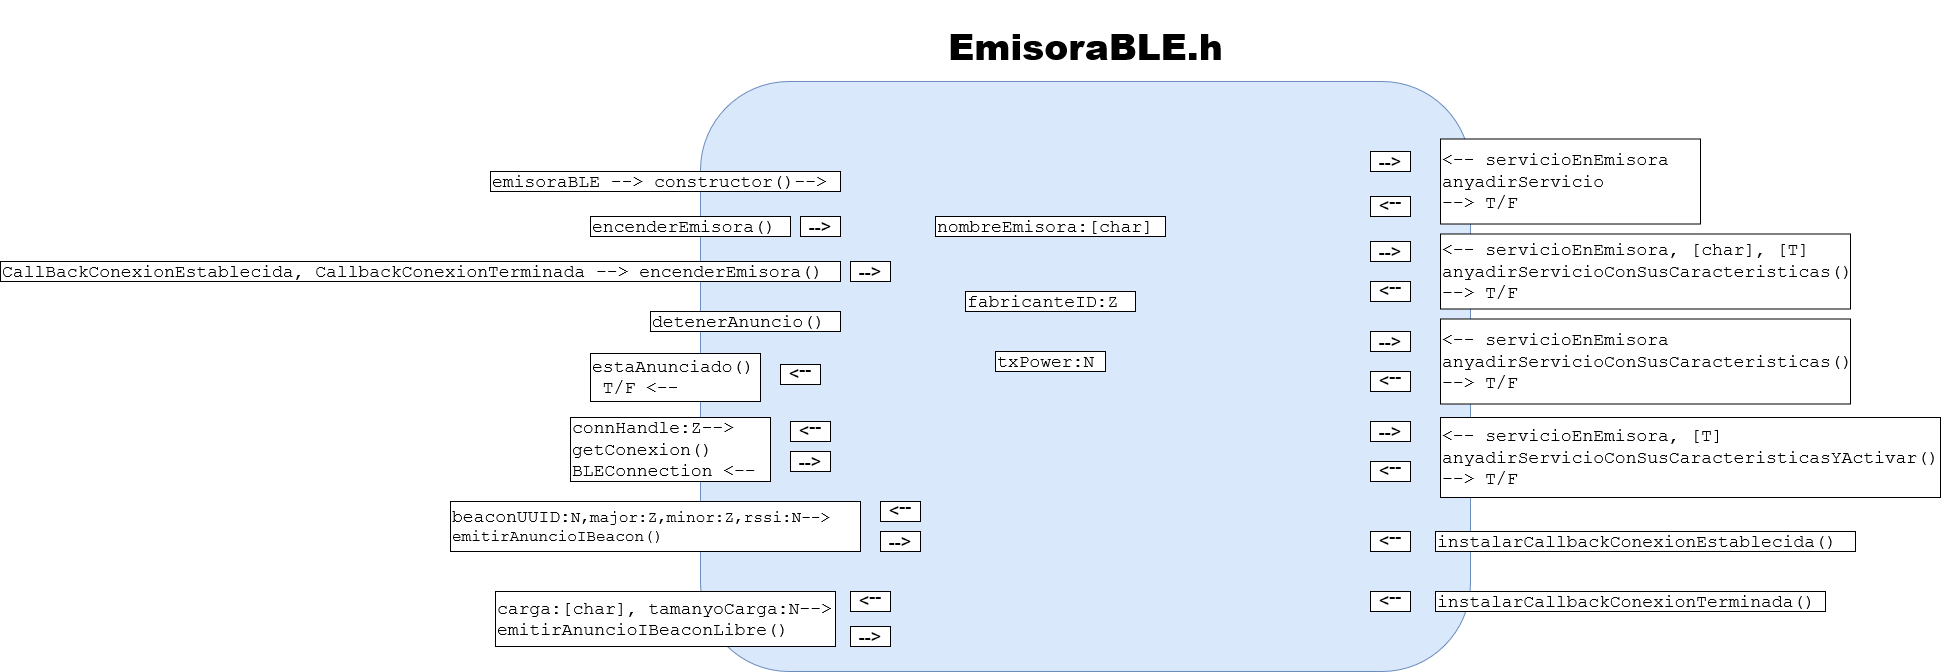 EmisoraBLE.h
emisoraBLE --> constructor()-->
encenderEmisora()
-->
CallBackConexionEstablecida, CallbackConexionTerminada --> encenderEmisora()
-->
detenerAnuncio()
estaAnunciado()
T/F <--
<--
connHandle:Z-->
getConexion()
BLEConnection <--
<--
-->
beaconUUID:N,major:Z,minor:Z,rssi:N-->
emitirAnuncioIBeacon()
<--
-->
carga:[char], tamanyoCarga:N-->
emitirAnuncioIBeaconLibre()
<--
-->
nombreEmisora:[char]
fabricanteID:Z
txPower:N
-->
<--
<-- servicioEnEmisora
anyadirServicio
--> T/F
-->
<--
<-- servicioEnEmisora, [char], [T]
anyadirServicioConSusCaracteristicas()
--> T/F
-->
<--
<-- servicioEnEmisora
anyadirServicioConSusCaracteristicas()
--> T/F
-->
<--
<-- servicioEnEmisora, [T]
anyadirServicioConSusCaracteristicasYActivar()
--> T/F
<--
instalarCallbackConexionEstablecida()
<--
instalarCallbackConexionTerminada()